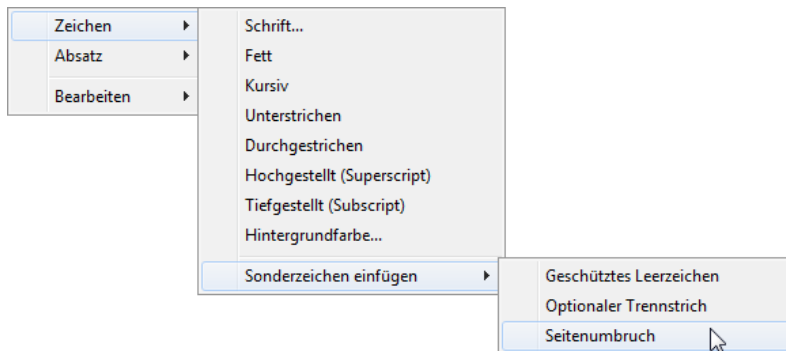 Zeichen
Absatz
Bearbeiten
Schrift...
Fett
Kursiv
Unterstrichen
Durchgestrichen
Hochgestellt (Superscript)
Tiefgestellt (Subscript)
Hintergrundfarbe...
Sonderzeichen einfügen
Geschütztes Leerzeichen
Optionaler Trennstrich
Seitenumbruch